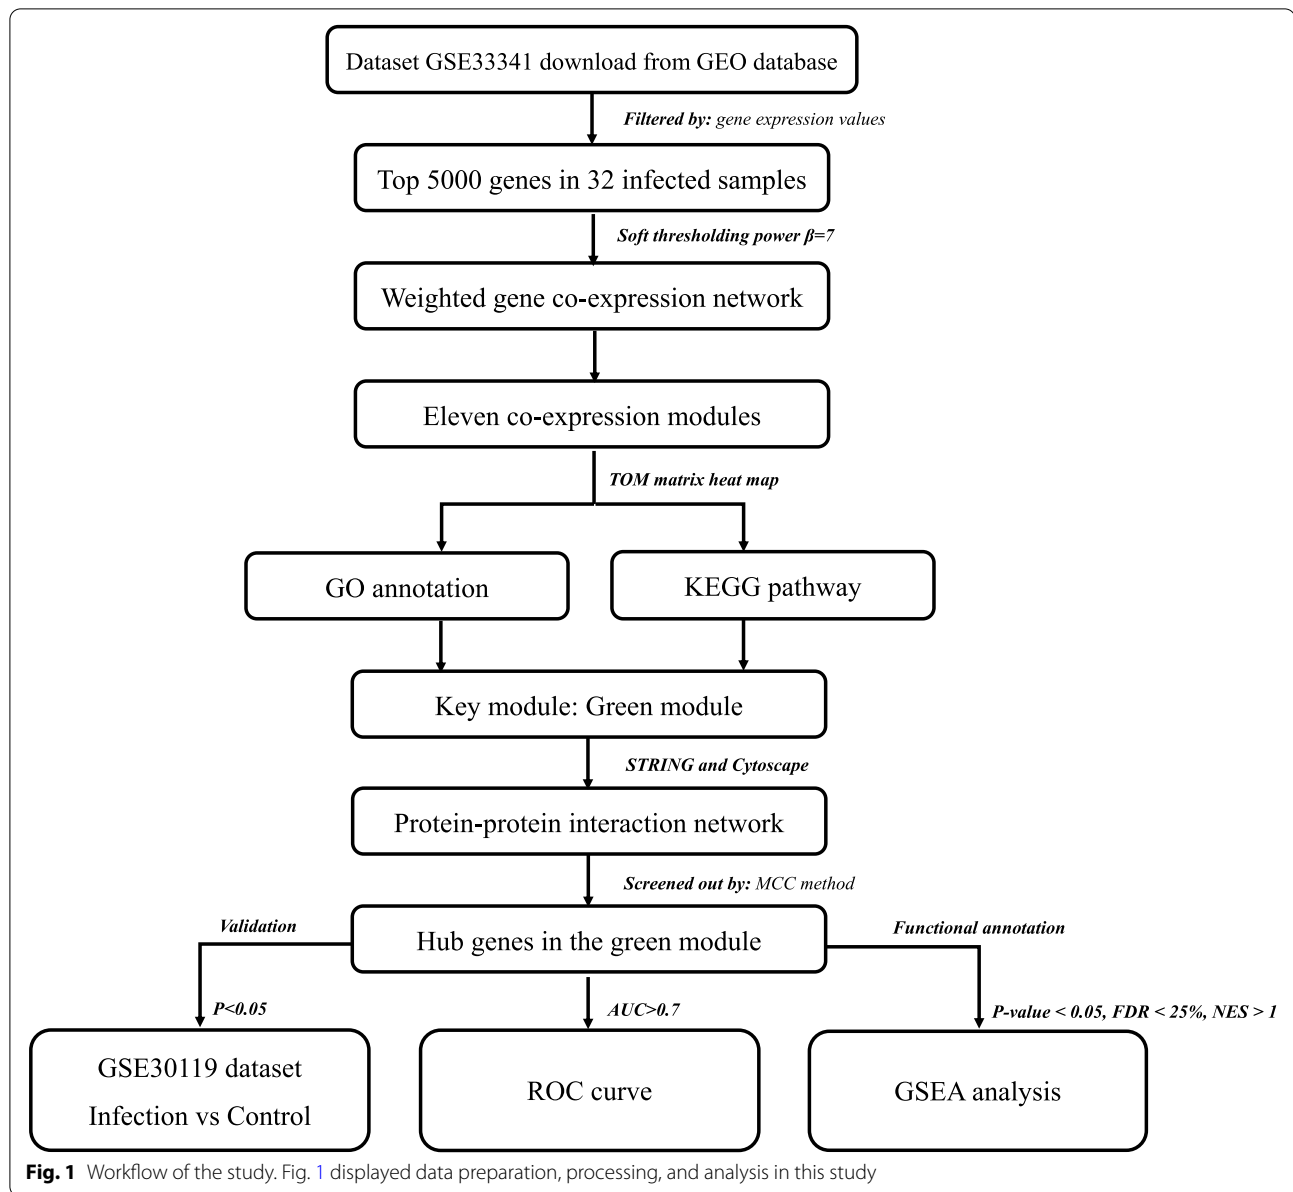 Dataset GSE33341 download from GEO database
Filtered by: gene expression values
Top 5000 genes in 32 infected samples
Soft thresholding power β=7
Weighted gene co-expression network
Eleven co-expression modules
TOM matrix heat map
GO annotation
KEGG pathway
Key module: Green module
STRING and Cytoscape
Protein-protein interaction network
Screened out by: MCC method
Hub genes in the green module
Validation
Functional annotation
P<0.05
AUC>0.7
P-value < 0.05, FDR < 25%, NES > 1
GSE30119 dataset
Infection vs Control
ROC curve
GSEA analysis
Fig. 1 Workflow of the study. Fig. 1 displayed data preparation, processing, and analysis in this study